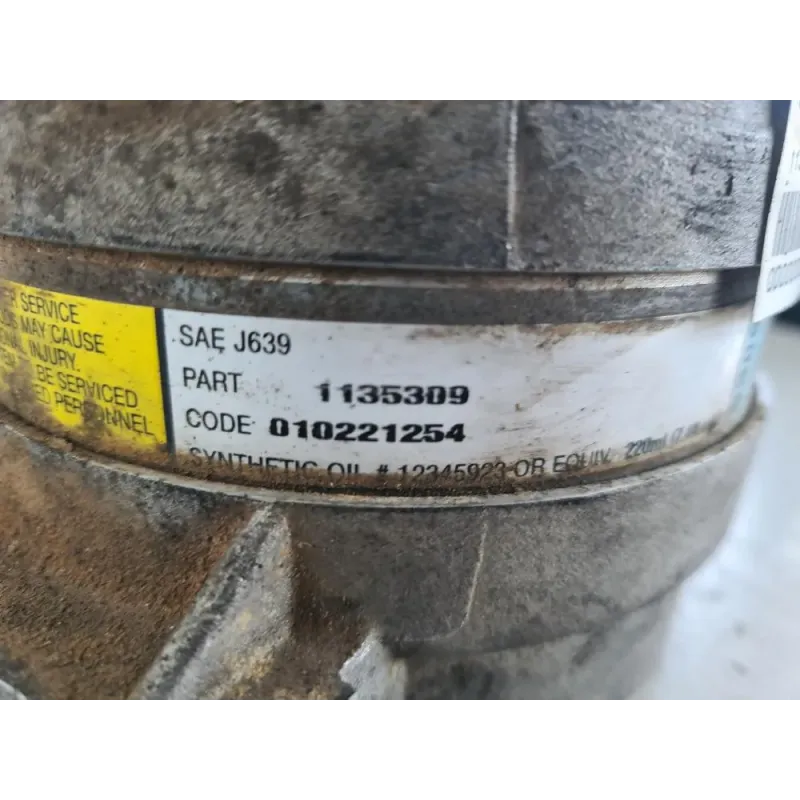 SERVICE
MAY CAUSE
INJURY.
BE SERVICED
PERSONNEL
SAE J639
PART 1135309
CODE 010221254
SYNTHETIC OIL # 12345923 OR EQUIV. 220mL